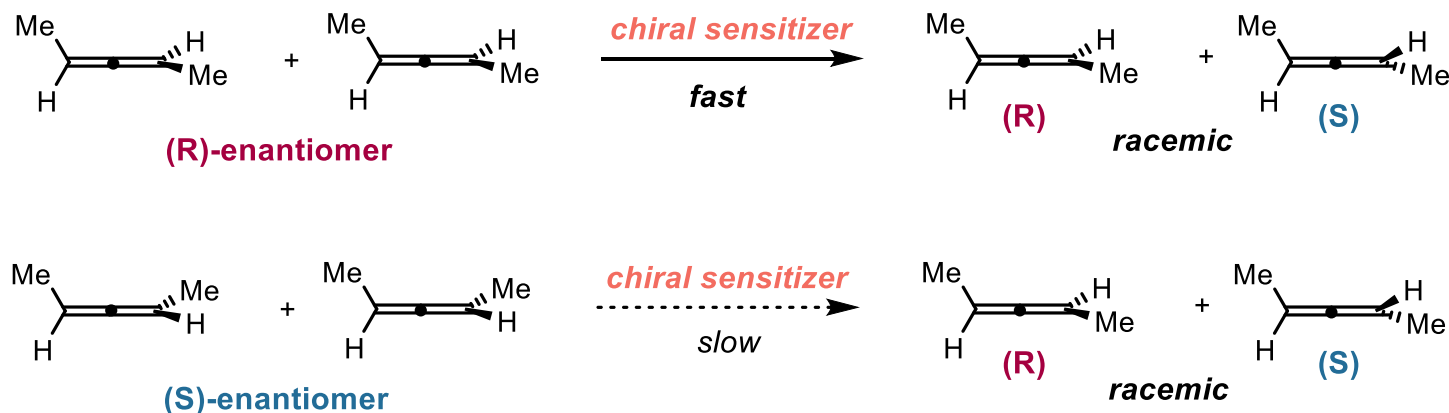 Me H Me H chiral sensitizer Me H Me H
+ +
H Me H Me fast H Me H Me
(R)-enantiomer (R) racemic (S)
Me Me Me Me chiral sensitizer Me H Me H
+ +
H H H H slow H Me H Me
(S)-enantiomer (R) racemic (S)